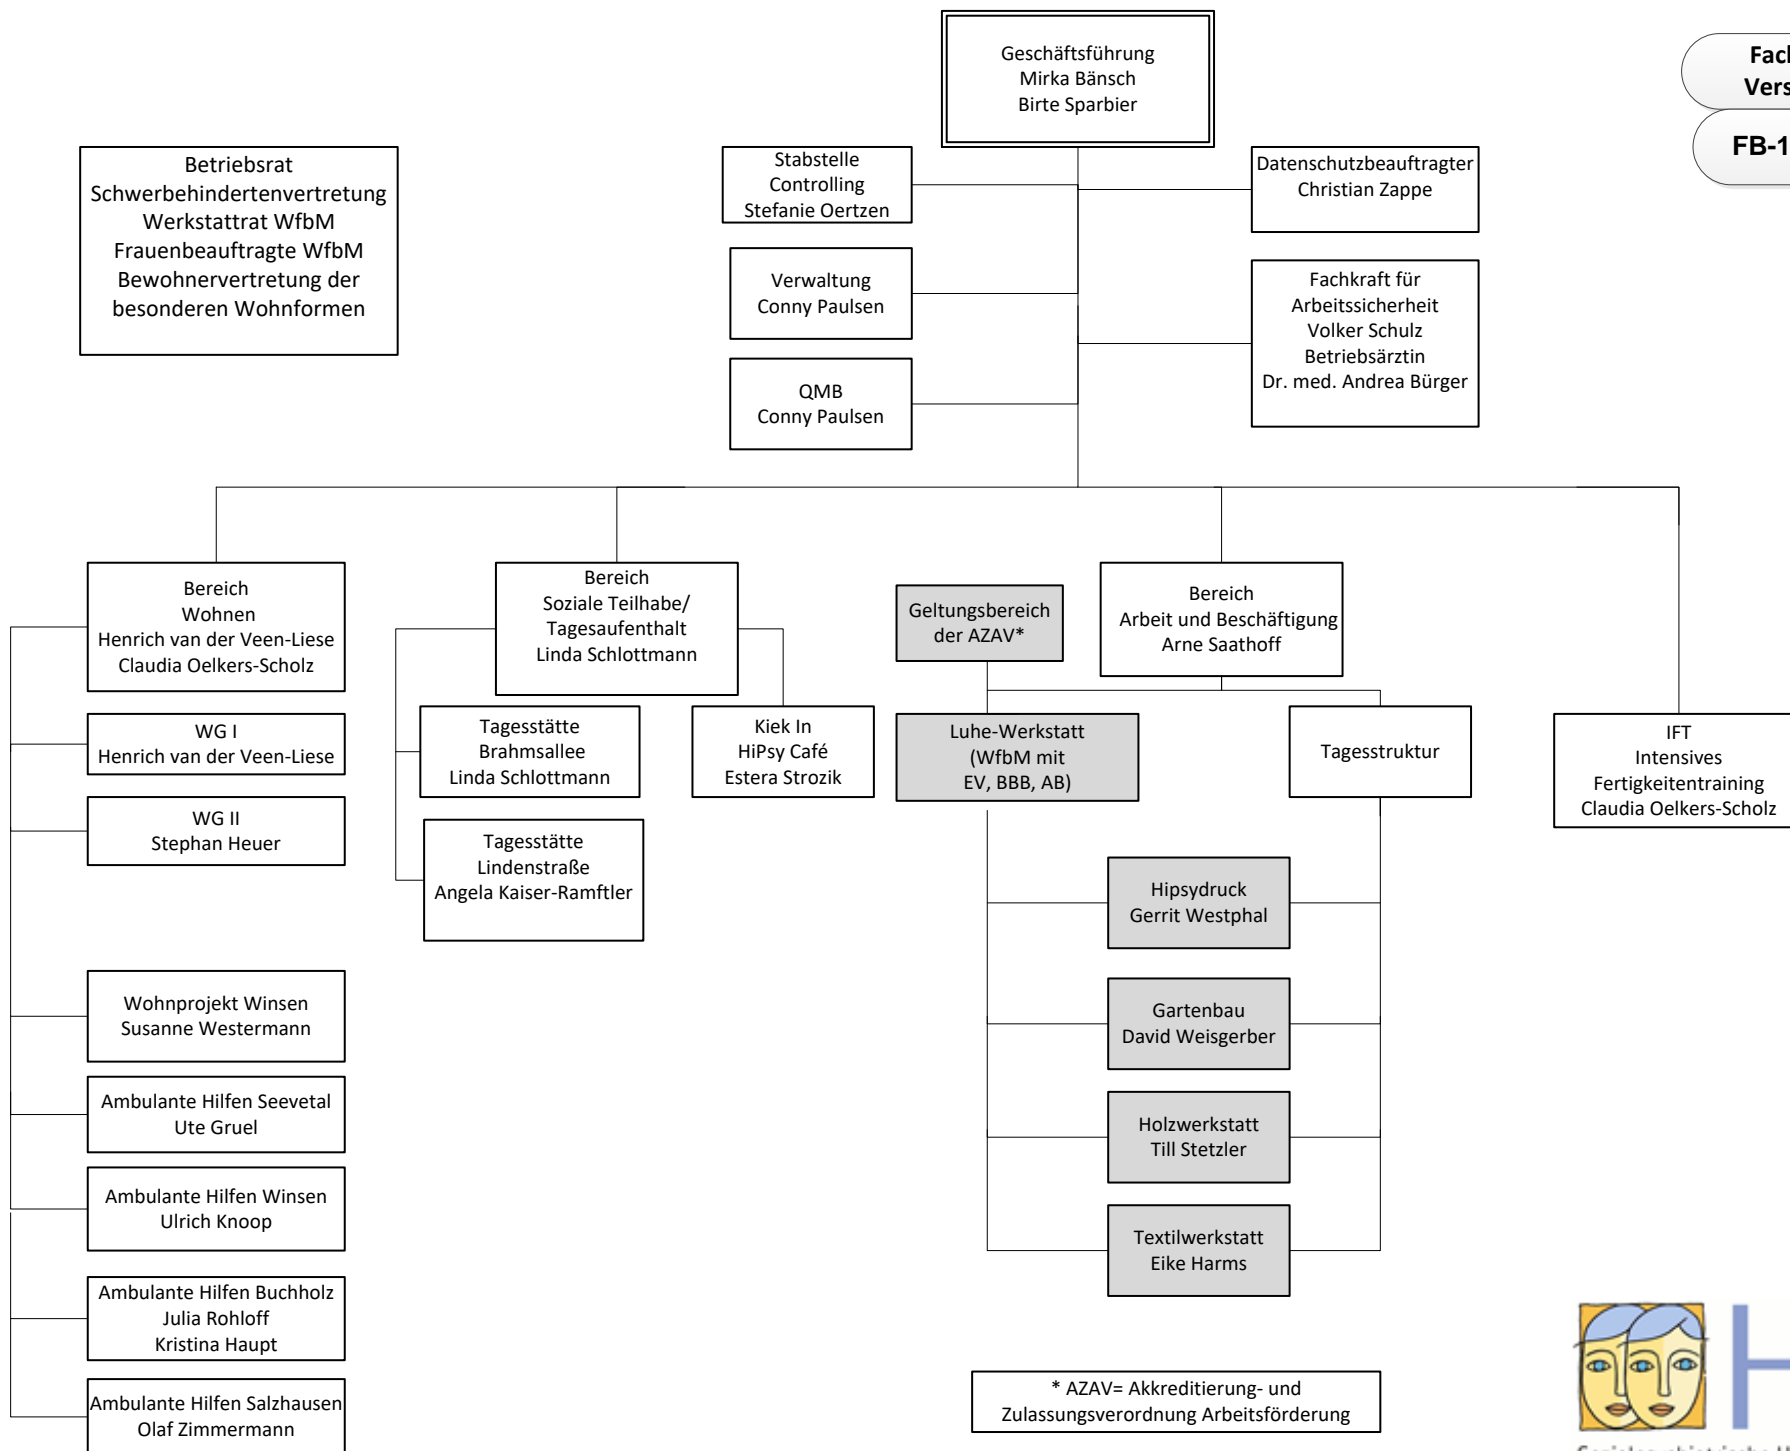 Geschäftsführung
Mirka Bänsch
Birte Sparbier
FB-1
Betriebsrat
Schwerbehindertenvertretung
Werkstattrat WfbM
Frauenbeauftragte WfbM
Bewohnervertretung der
besonderen Wohnformen
Stabstelle
Controlling
Stefanie Oertzen
Datenschutzbeauftragter
Christian Zappe
Verwaltung
Conny Paulsen
Fachkraft für
Arbeitssicherheit
Volker Schulz
Betriebsärztin
Dr. med. Andrea Bürger
QMB
Conny Paulsen
Bereich
Wohnen
Henrich van der Veen-Liese
Claudia Oelkers-Scholz
WG I
Henrich van der Veen-Liese
WG II
Stephan Heuer
Wohnprojekt Winsen
Susanne Westermann
Ambulante Hilfen Seevetal
Ute Gruel
Ambulante Hilfen Winsen
Ulrich Knoop
Ambulante Hilfen Buchholz
Julia Rohloff
Kristina Haupt
Ambulante Hilfen Salzhausen
Olaf Zimmermann
Bereich
Soziale Teilhabe/
Tagesaufenthalt
Linda Schlottmann
Tagesstätte
Brahmsallee
Linda Schlottmann
Tagesstätte
Lindenstraße
Angela Kaiser-Ramftler
Kiek In
HiPsy Café
Estera Strozik
Geltungsbereich
der AZAV*
Bereich
Arbeit und Beschäftigung
Arne Saathoff
Luhe-Werkstatt
(WfbM mit
EV, BBB, AB)
Tagesstruktur
Hipsydruck
Gerrit Westphal
Gartenbau
David Weisgerber
Holzwerkstatt
Till Stetzler
Textilwerkstatt
Eike Harms
IFT
Intensives
Fertigkeitentraining
Claudia Oelkers-Scholz
* AZAV= Akkreditierung- und
Zulassungsverordnung Arbeitsförderung
H